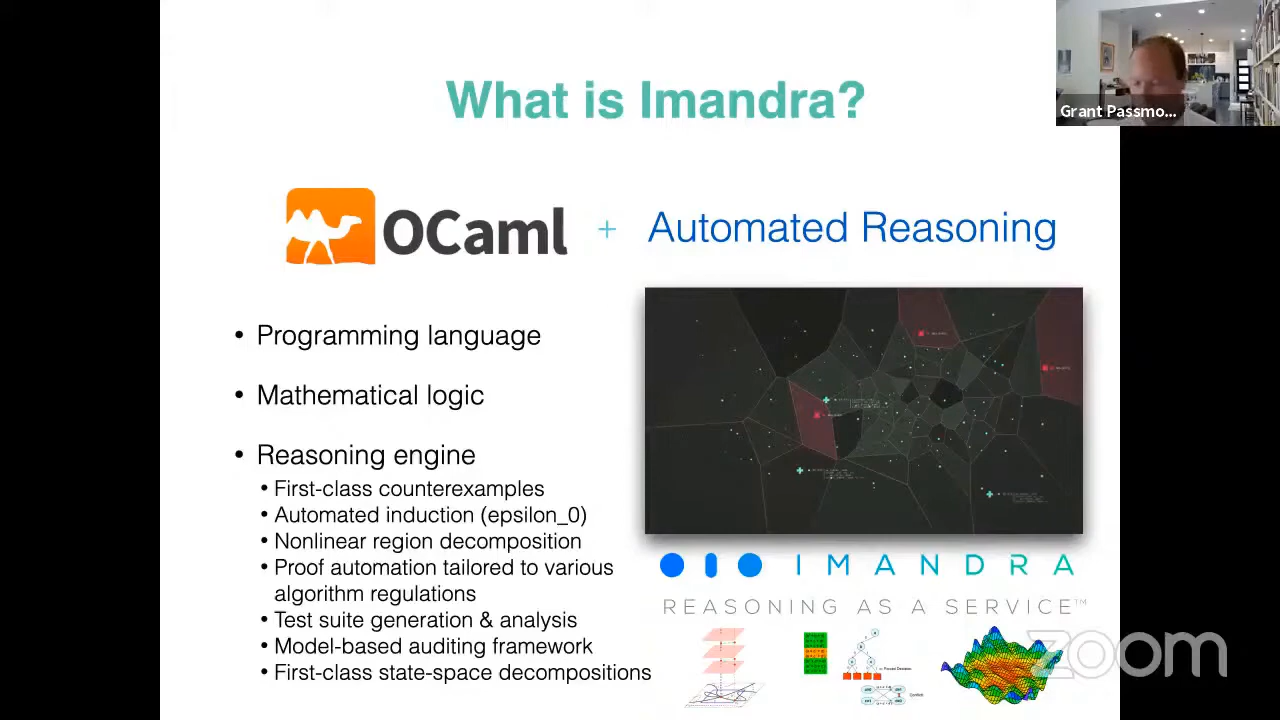 What is Imandra?
Grant Passmo...
OCaml + Automated Reasoning
• Programming language
• Mathematical logic
• Reasoning engine
• First-class counterexamples
• Automated induction (epsilon_0)
• Nonlinear region decomposition
• Proof automation tailored to various
algorithm regulations
• Test suite generation & analysis
• Model-based auditing framework
• First-class state-space decompositions
IMANDRA
REASONING AS A SERVICE™
zoom